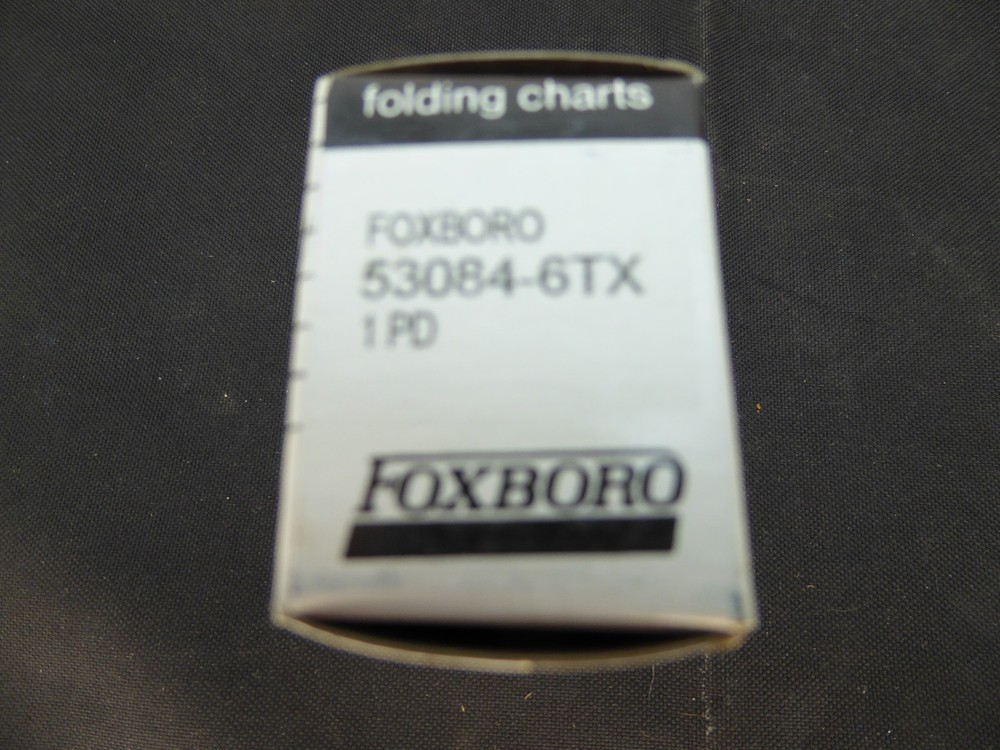 folding charts
FOXBORO
53084-6TX
1 PD
FOXBORO